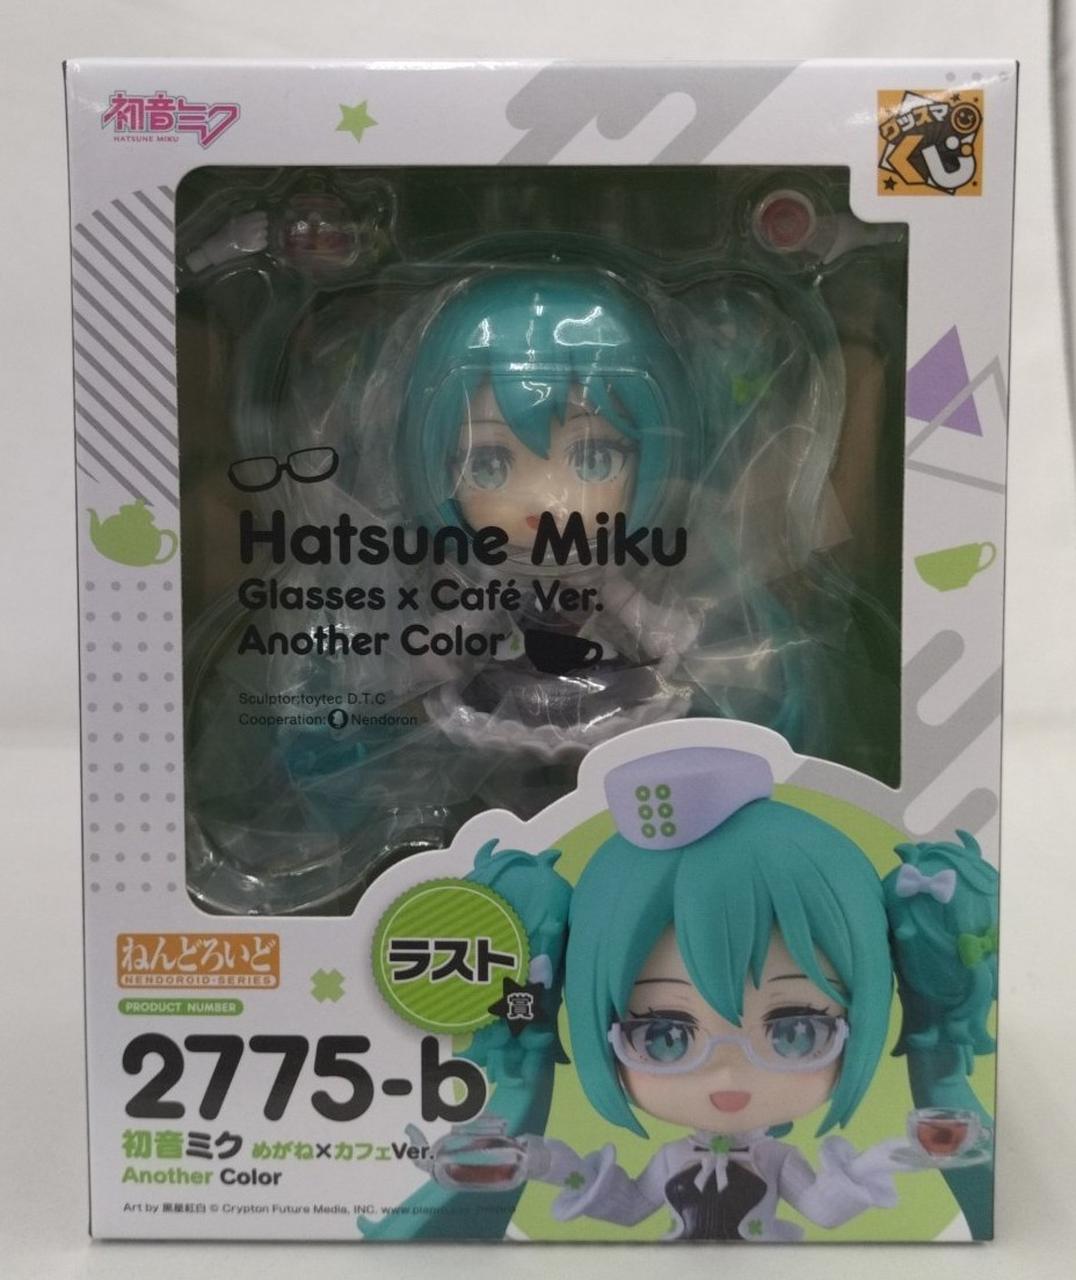 初音ミク
HATSUNE MIKU
グッスマ
くじ
Hatsune Miku
Glasses x Café Ver.
Another Color
Sculptor:toytec D.T.C
Cooperation: Nendoron
ラスト
賞
ねんどろいど
NENDOROID·SERIES
PRODUCT NUMBER
2775-b
初音ミク めがね×カフェVer.
Another Color
Art by 黒星紅白 © Crypton Future Media, INC. www.piapro.net